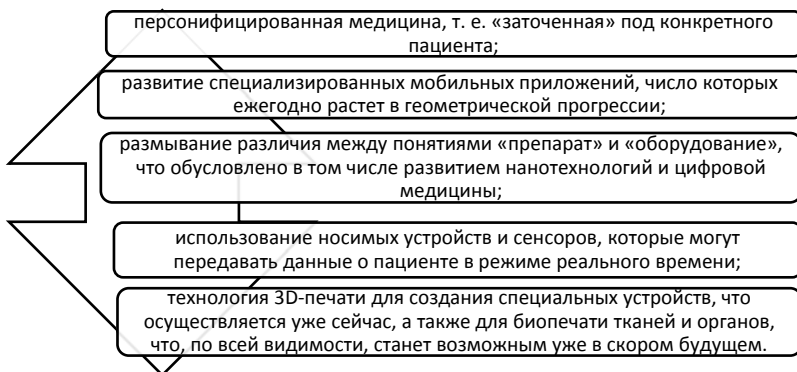 персонифицированная медицина, т. е. «заточенная» под конкретного
пациента;
развитие специализированных мобильных приложений, число которых
ежегодно растет в геометрической прогрессии;
размывание различия между понятиями «препарат» и «оборудование»,
что обусловлено в том числе развитием нанотехнологий и цифровой
медицины;
использование носимых устройств и сенсоров, которые могут
передавать данные о пациенте в режиме реального времени;
технология 3D-печати для создания специальных устройств, что
осуществляется уже сейчас, а также для биопечати тканей и органов,
что, по всей видимости, станет возможным уже в скором будущем.